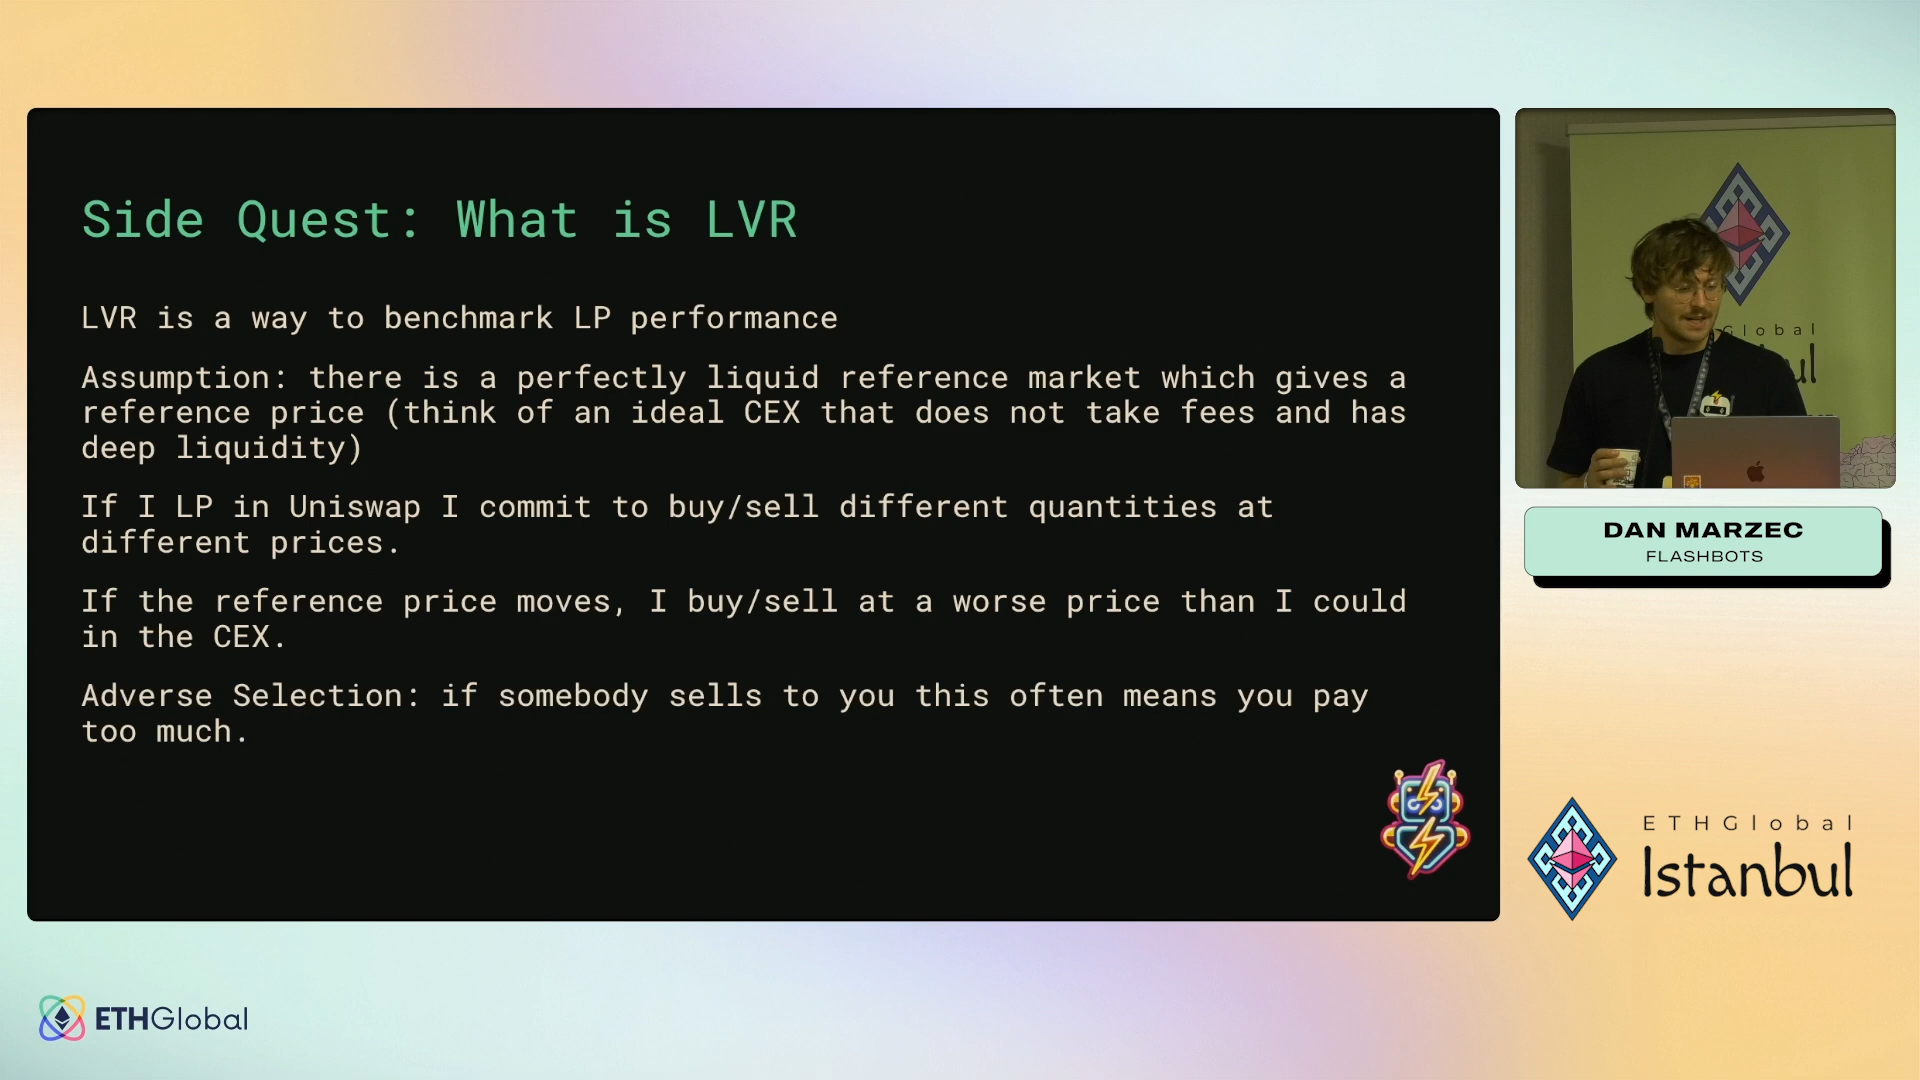 Side Quest: What is LVR
LVR is a way to benchmark LP performance
Assumption: there is a perfectly liquid reference market which gives a
reference price (think of an ideal CEX that does not take fees and has
deep liquidity)
If I LP in Uniswap I commit to buy/sell different quantities at
different prices.
If the reference price moves, I buy/sell at a worse price than I could
in the CEX.
Adverse Selection: if somebody sells to you this often means you pay
too much.
Global
ul
DAN MARZEC
FLASHBOTS
ETHGlobal
Istanbul
ETHGlobal